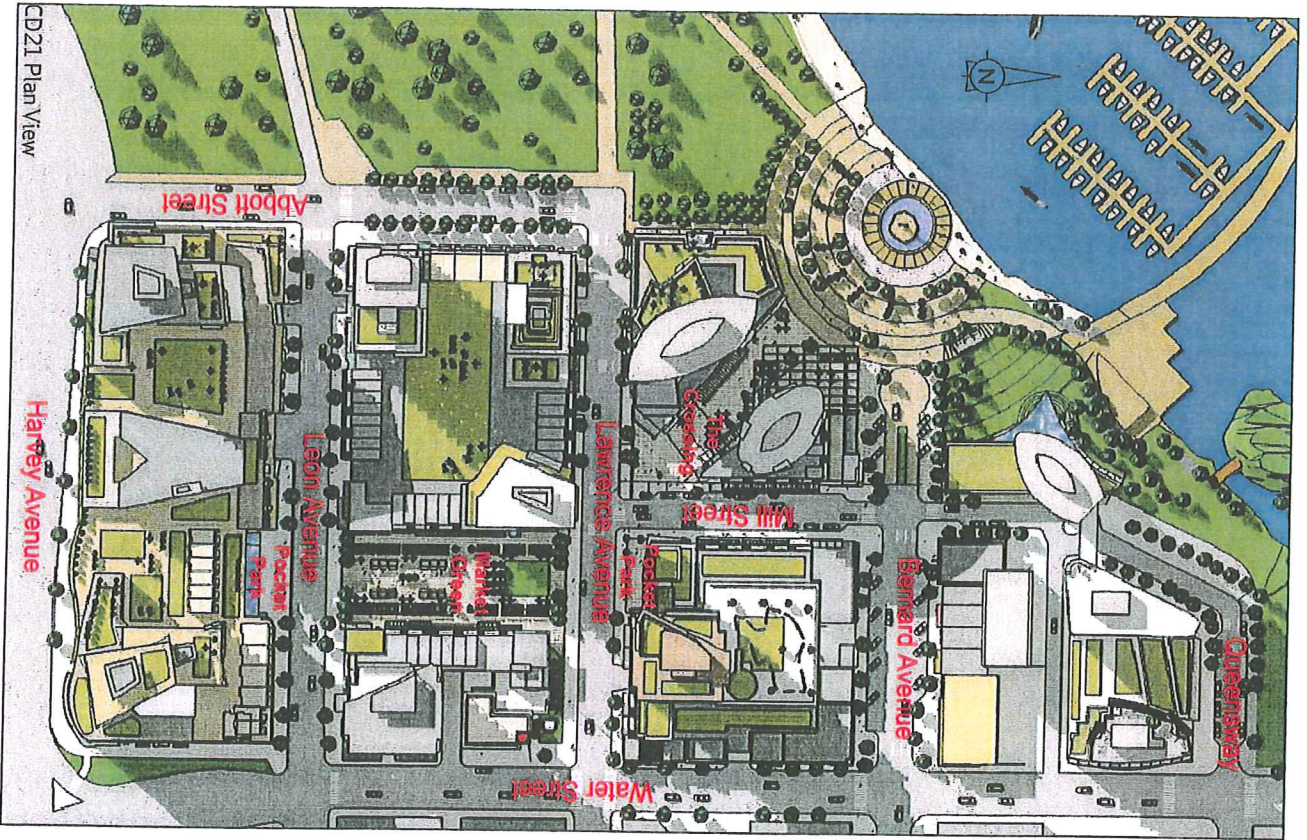 CD21 Plan View
N
Abbott Street
Harvey Avenue
Leon Avenue
Pocket
Park
Market
Green
Lawrence Avenue
The
Crossing
Mill Street
Pocket
Park
Bernard Avenue
Queensway
Water Street